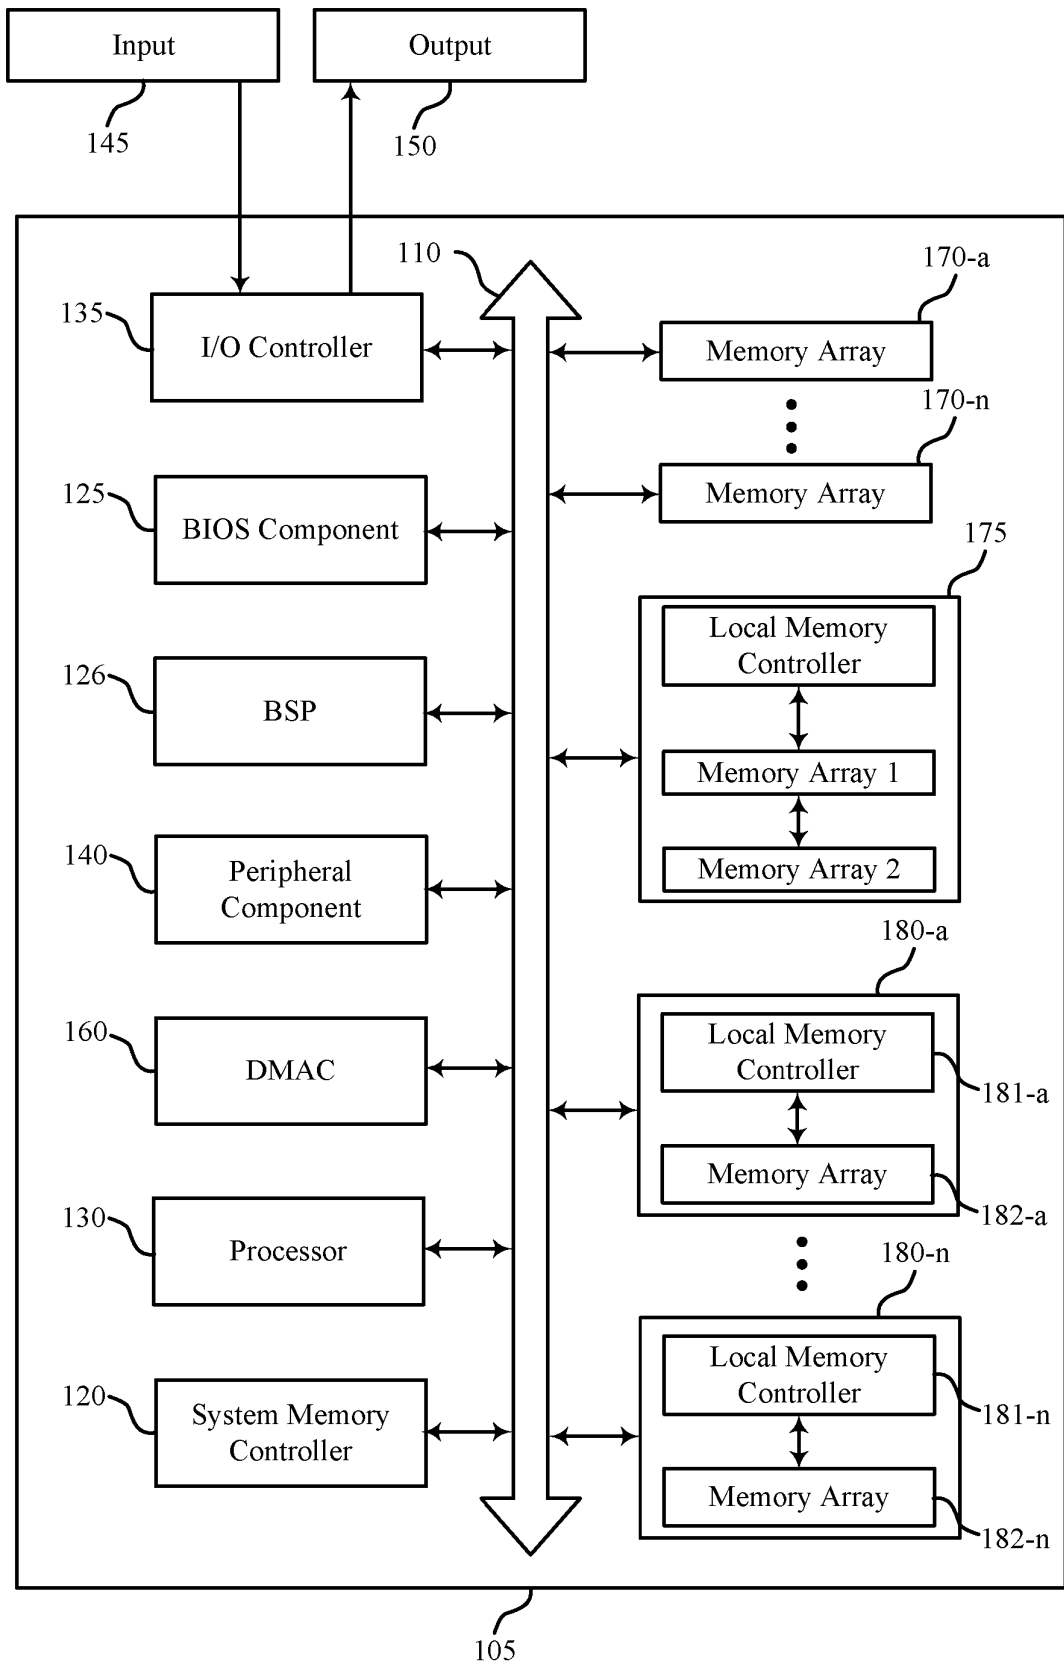 Input
Output
145
150
110
170-a
135
I/O Controller
Memory Array
170-n
125
BIOS Component
Memory Array
175
Local Memory
Controller
126
BSP
Memory Array 1
140
Peripheral
Component
Memory Array 2
180-a
160
DMAC
Local Memory
Controller
181-a
Memory Array
182-a
130
Processor
180-n
120
System Memory
Controller
Local Memory
Controller
181-n
Memory Array
182-n
105